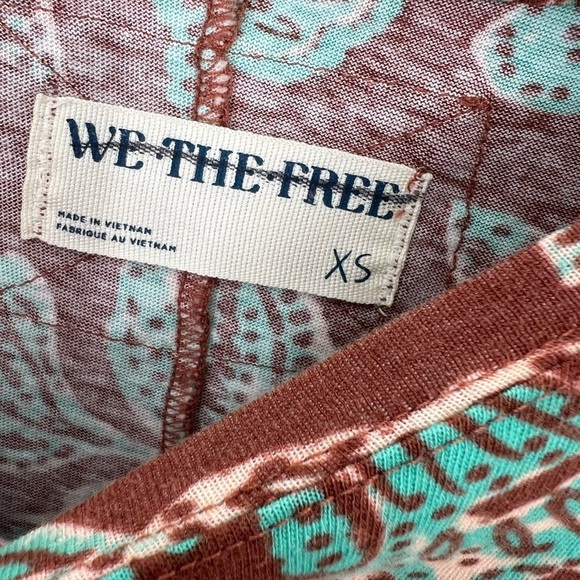 WE·THE·FREE
MADE IN VIETNAM
FABRIQUE AU VIETNAM
XS